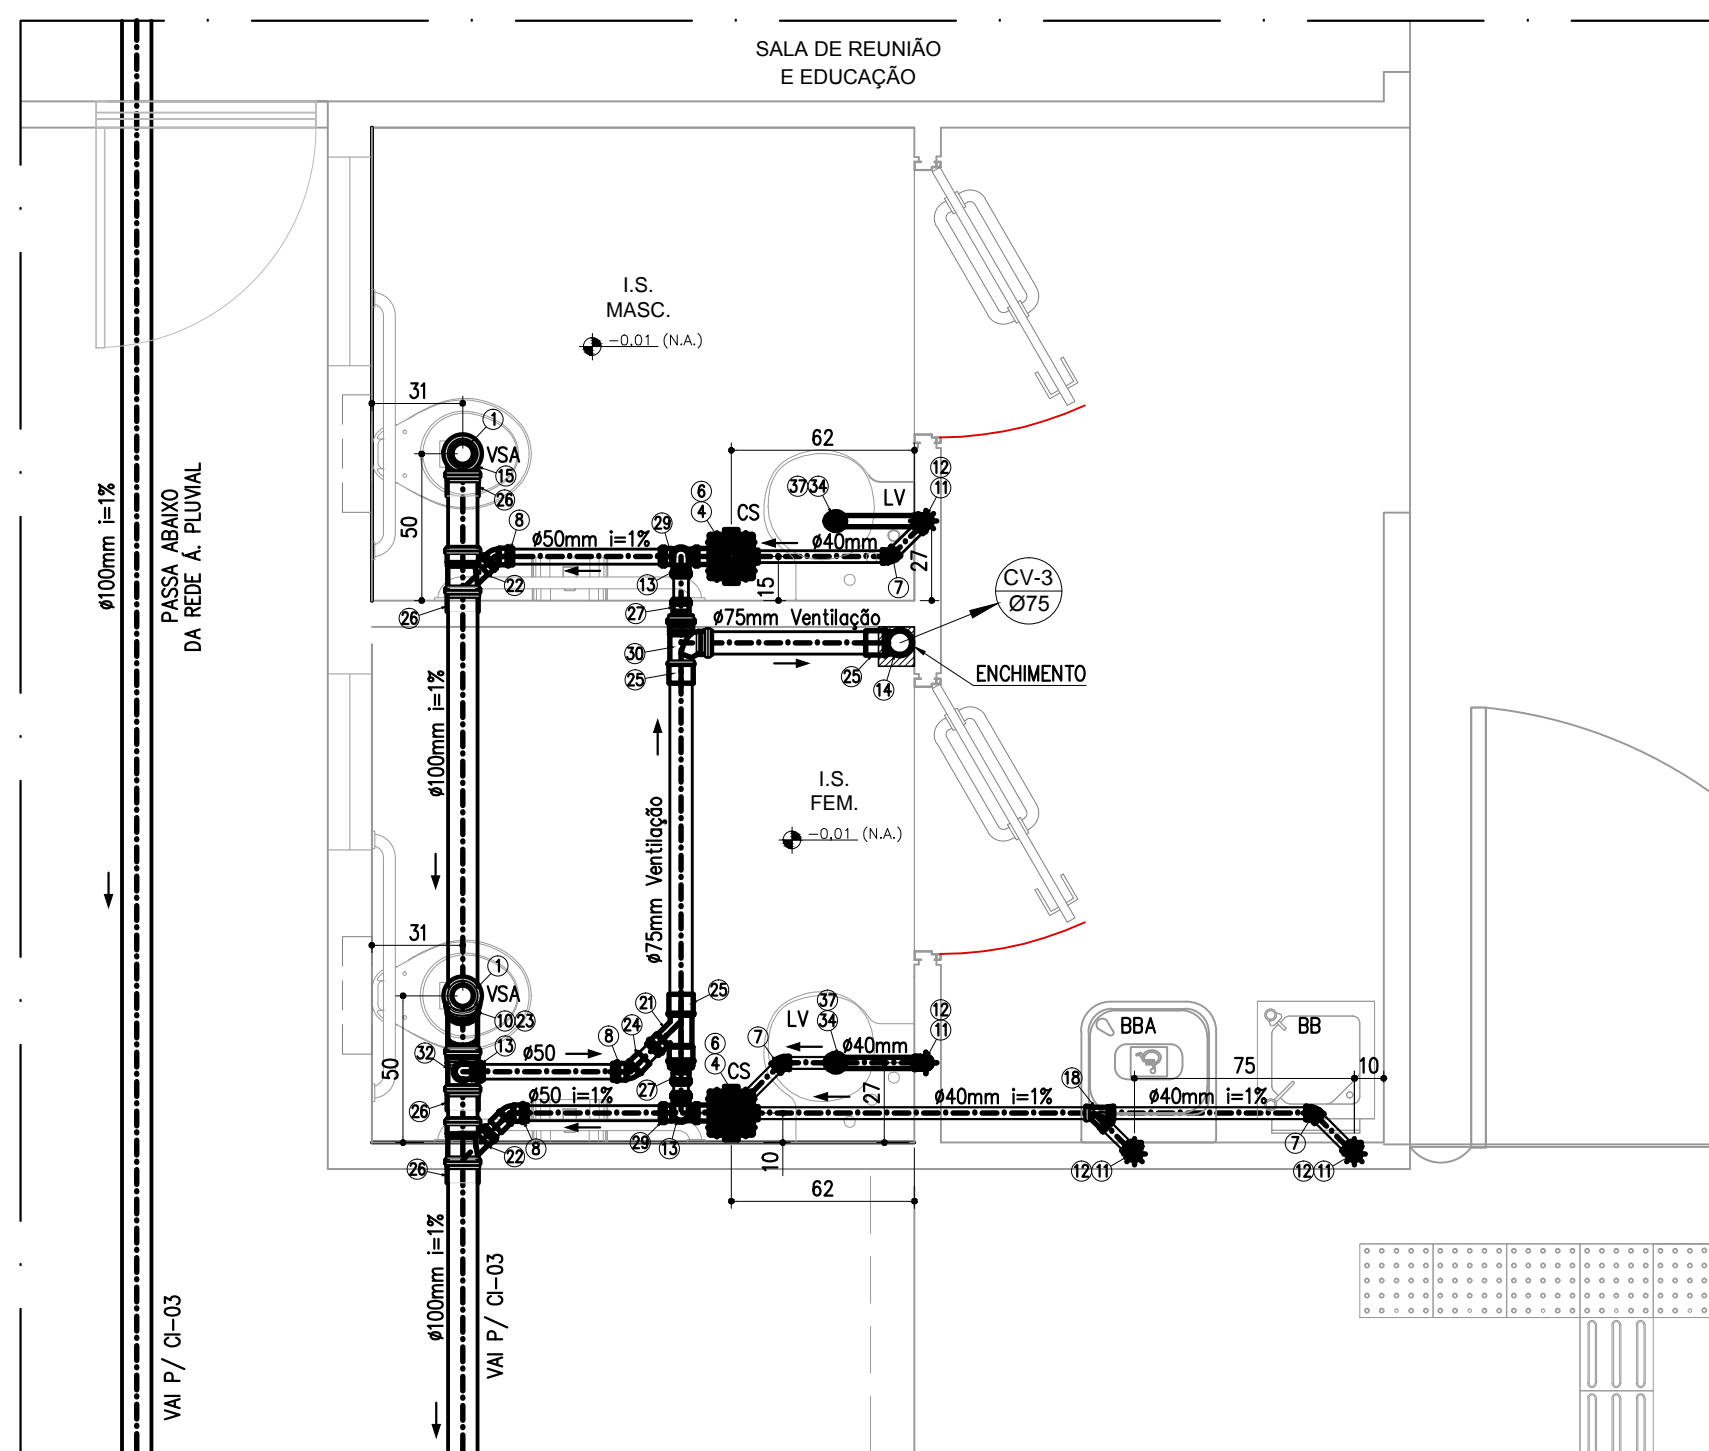 SALA DE REUNIÃO
E EDUCAÇÃO
I.S.
MASC.
-0,01 (N.A.)
31
1
VSA
15
26
50
8
Ø50mm i=1%
29
6
4
CS
62
37 34
LV
12
11
Ø40mm
7
27
15
22
26
13
27
Ø75mm Ventilação
CV-3
Ø75
30
25
25
14
ENCHIMENTO
Ø100mm i=1%
PASSA ABAIXO
DA REDE Á. PLUVIAL
Ø100mm i=1%
I.S.
FEM.
-0,01 (N.A.)
Ø75mm Ventilação
31
1
VSA
10 23
25
21
24
8
Ø50
13
32
50
26
Ø50 i=1%
27
6
4
CS
7
LV
37
34
12
11
Ø40mm
27
Ø40mm i=1%
18
BBA
BB
75
10
Ø40mm i=1%
7
12 11
12 11
22
8
29
13
10
62
26
Ø100mm i=1%
VAI P/ CI-03
VAI P/ CI-03